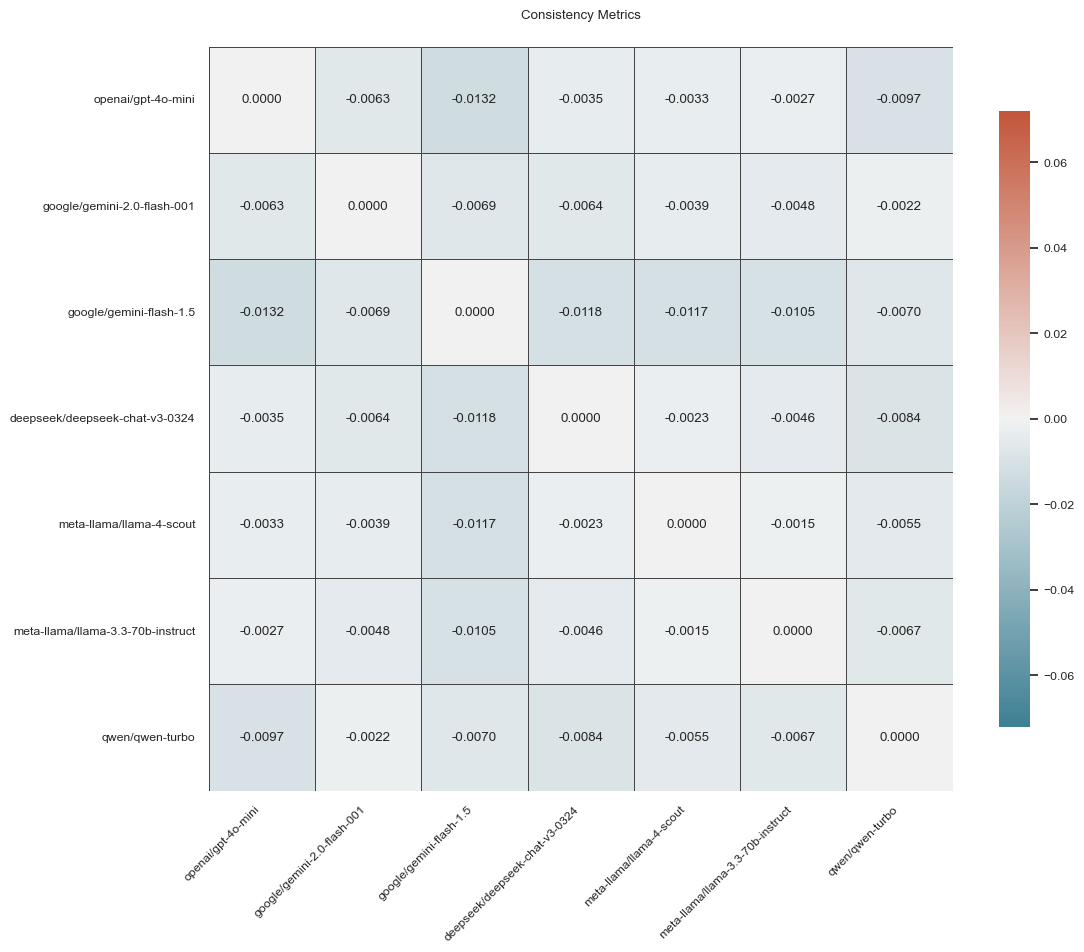 Consistency Metrics
openai/gpt-4o-mini 0.0000 -0.0063 -0.0132 -0.0035 -0.0033 -0.0027 -0.0097
google/gemini-2.0-flash-001 -0.0063 0.0000 -0.0069 -0.0064 -0.0039 -0.0048 -0.0022
google/gemini-flash-1.5 -0.0132 -0.0069 0.0000 -0.0118 -0.0117 -0.0105 -0.0070
deepseek/deepseek-chat-v3-0324 -0.0035 -0.0064 -0.0118 0.0000 -0.0023 -0.0046 -0.0084
meta-llama/llama-4-scout -0.0033 -0.0039 -0.0117 -0.0023 0.0000 -0.0015 -0.0055
meta-llama/llama-3.3-70b-instruct -0.0027 -0.0048 -0.0105 -0.0046 -0.0015 0.0000 -0.0067
qwen/qwen-turbo -0.0097 -0.0022 -0.0070 -0.0084 -0.0055 -0.0067 0.0000
openai/gpt-4o-mini
google/gemini-2.0-flash-001
google/gemini-flash-1.5
deepseek/deepseek-chat-v3-0324
meta-llama/llama-4-scout
meta-llama/llama-3.3-70b-instruct
qwen/qwen-turbo
0.06
0.04
0.02
0.00
−0.02
−0.04
−0.06